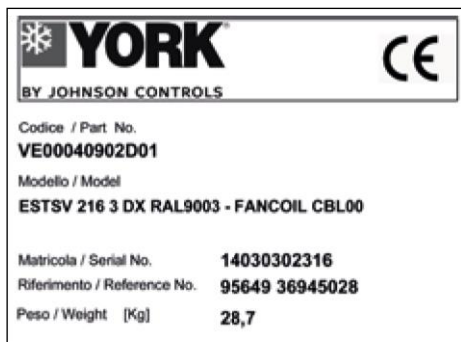 YORK
BY JOHNSON CONTROLS
CE
Codice / Part No.
VE00040902D01
Modello / Model
ESTSV 216 3 DX RAL9003 - FANCOIL CBL00
Matricola / Serial No. 14030302316
Riferimento / Reference No. 95649 36945028
Peso / Weight [Kg] 28,7